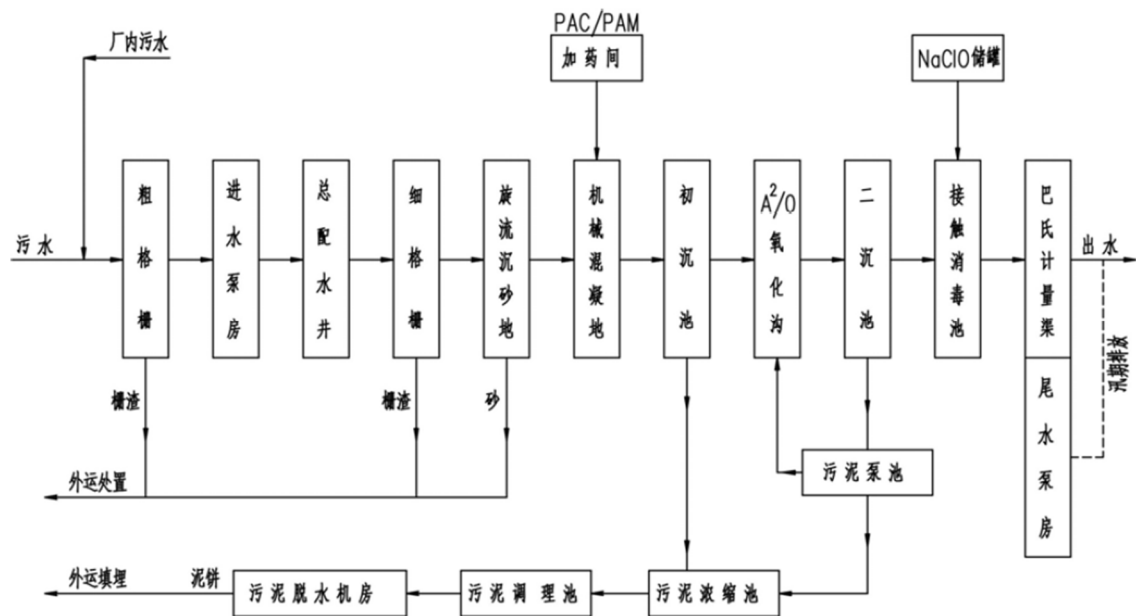 PAC/PAM
厂内污水
加药间
NaClO储罐
污水
粗格栅
进水泵房
总配水井
细格栅
旋流沉砂地
机械混凝地
初沉池
A²/O氧化沟
二沉池
接触消毒池
巴氏计量渠
出水
汛期排放
尾水泵房
栅渣
栅渣
砂
污泥泵池
外运处置
外运填埋
泥饼
污泥脱水机房
污泥调理池
污泥浓缩池